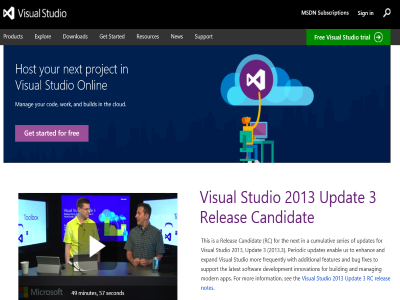 Visual Studio
MSDN Subscriptions Sign in
Products Explore Downloads Get Started Resources News Support
Free Visual Studio trial
Host your next project in
Visual Studio Online
Manage your code, work, and builds in the cloud.
Get started for free
Visual Studio 2013 Update 3
Release Candidate
This is a Release Candidate (RC) for the next in a cumulative series of updates for
Visual Studio 2013, Update 3 (2013.3). Periodic updates enable us to enhance and
expand Visual Studio more frequently with additional features and bug fixes to
support the latest software development innovations for building and managing
modern apps. For more information, see the Visual Studio 2013 Update 3 RC release
notes.
Toolbox
Microsoft
49 minutes, 57 seconds